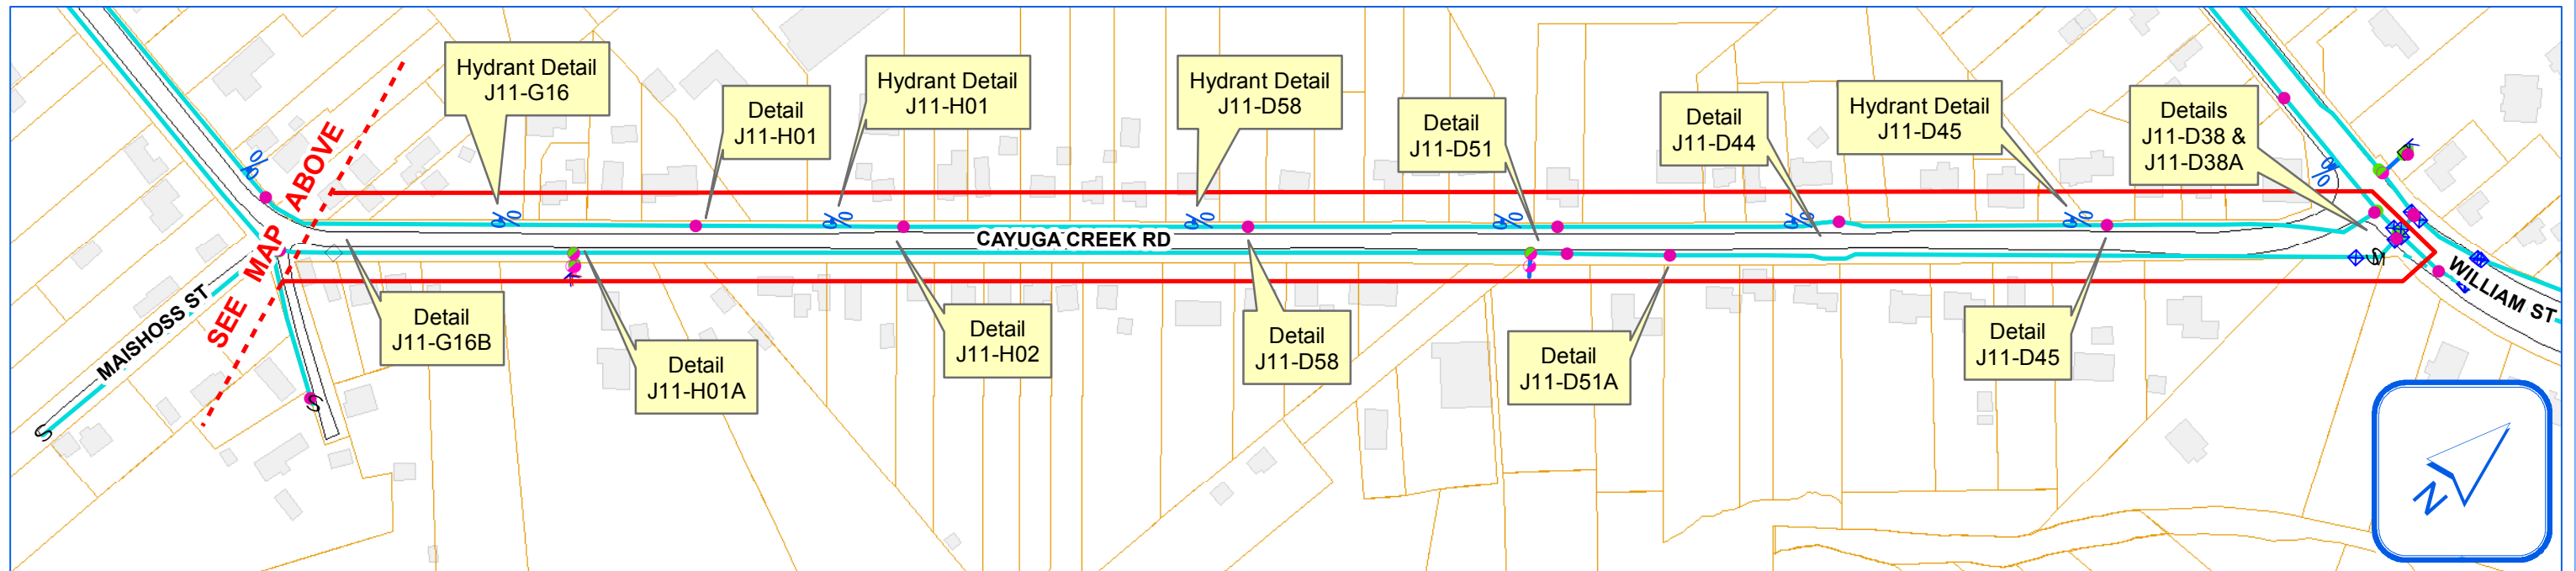 Hydrant Detail
J11-G16
Detail
J11-H01
Hydrant Detail
J11-H01
Hydrant Detail
J11-D58
Detail
J11-D51
Detail
J11-D44
Hydrant Detail
J11-D45
Details
J11-D38 &
J11-D38A
SEE MAP ABOVE
CAYUGA CREEK RD
MAISHOSS ST
WILLIAM ST
Detail
J11-G16B
Detail
J11-H01A
Detail
J11-H02
Detail
J11-D58
Detail
J11-D51A
Detail
J11-D45
S
S
N